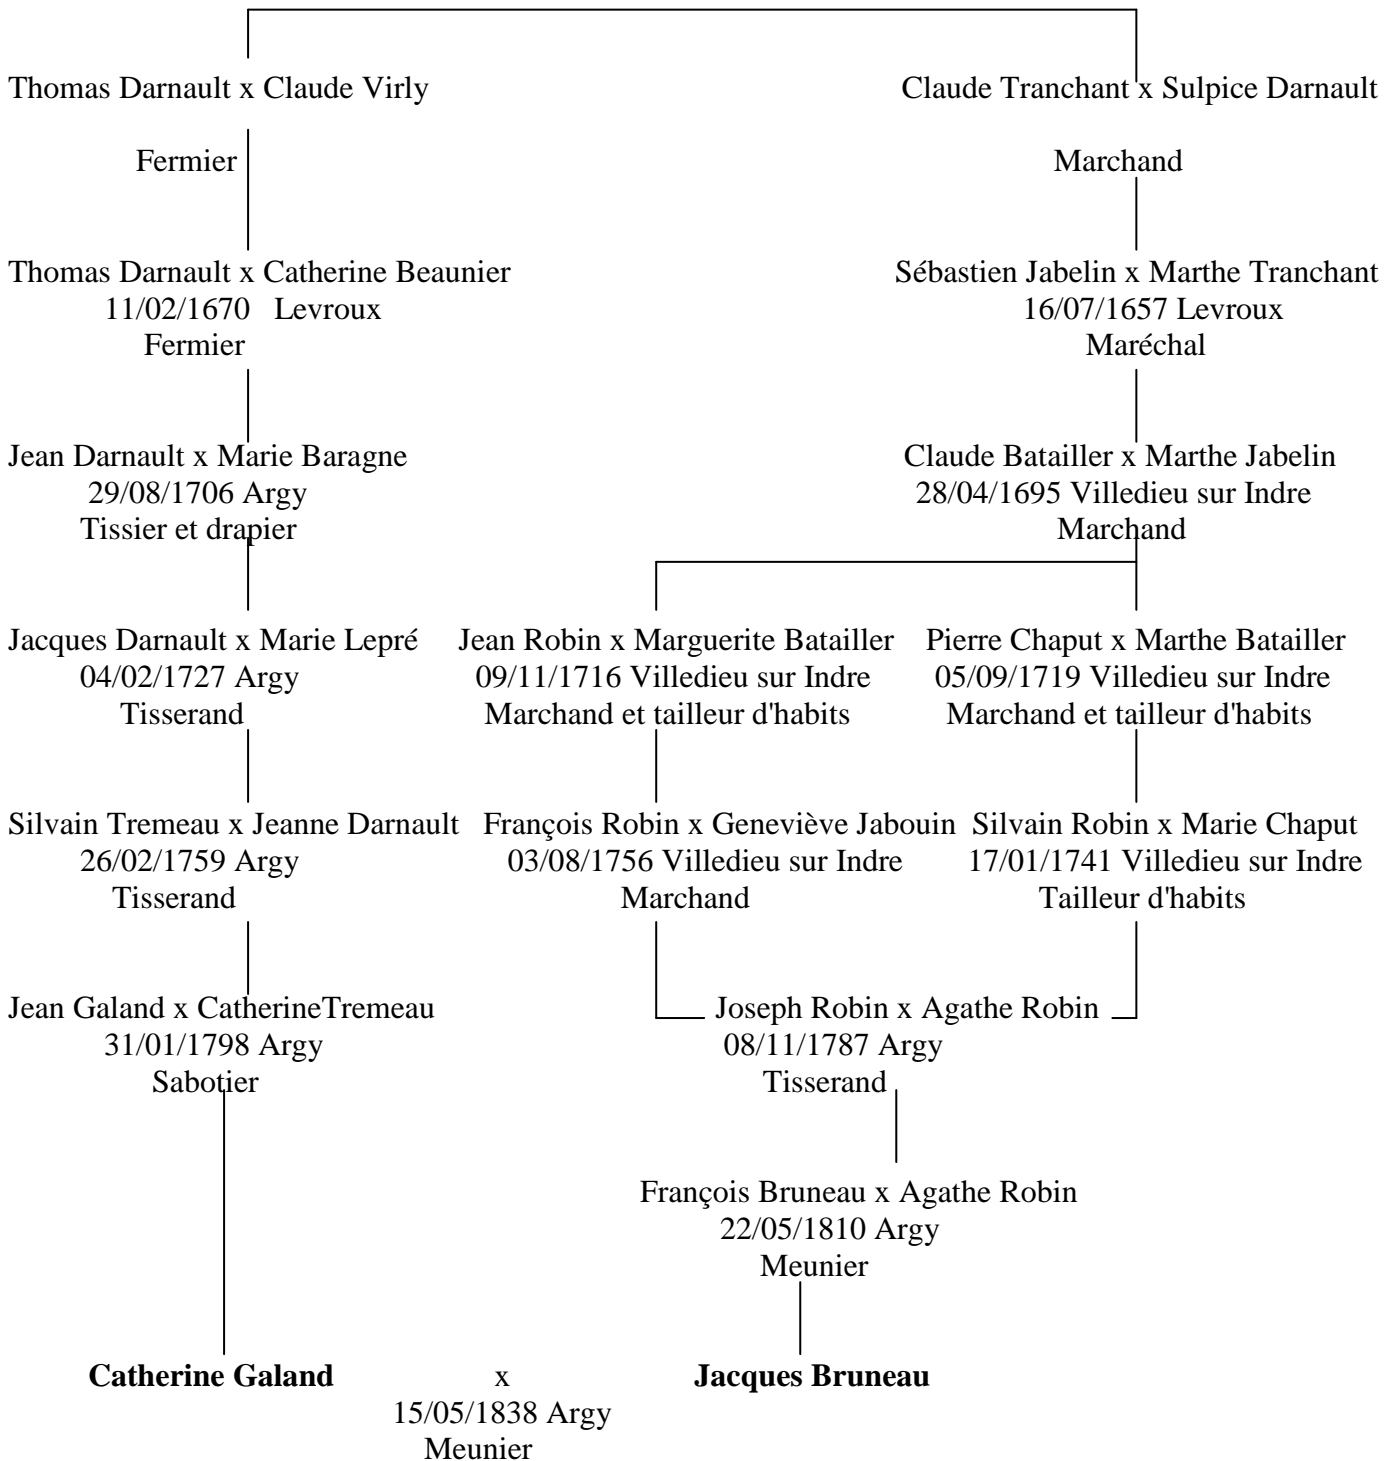 Thomas Darnault x Claude Virly
Claude Tranchant x Sulpice Darnault
Fermier
Marchand
Thomas Darnault x Catherine Beaunier
11/02/1670 Levroux
Fermier
Sébastien Jabelin x Marthe Tranchant
16/07/1657 Levroux
Maréchal
Jean Darnault x Marie Baragne
29/08/1706 Argy
Tissier et drapier
Claude Batailler x Marthe Jabelin
28/04/1695 Villedieu sur Indre
Marchand
Jacques Darnault x Marie Lepré
04/02/1727 Argy
Tisserand
Jean Robin x Marguerite Batailler
09/11/1716 Villedieu sur Indre
Marchand et tailleur d'habits
Pierre Chaput x Marthe Batailler
05/09/1719 Villedieu sur Indre
Marchand et tailleur d'habits
Silvain Tremeau x Jeanne Darnault
26/02/1759 Argy
Tisserand
François Robin x Geneviève Jabouin
03/08/1756 Villedieu sur Indre
Marchand
Silvain Robin x Marie Chaput
17/01/1741 Villedieu sur Indre
Tailleur d'habits
Jean Galand x CatherineTremeau
31/01/1798 Argy
Sabotier
Joseph Robin x Agathe Robin
08/11/1787 Argy
Tisserand
François Bruneau x Agathe Robin
22/05/1810 Argy
Meunier
Catherine Galand x Jacques Bruneau
15/05/1838 Argy
Meunier